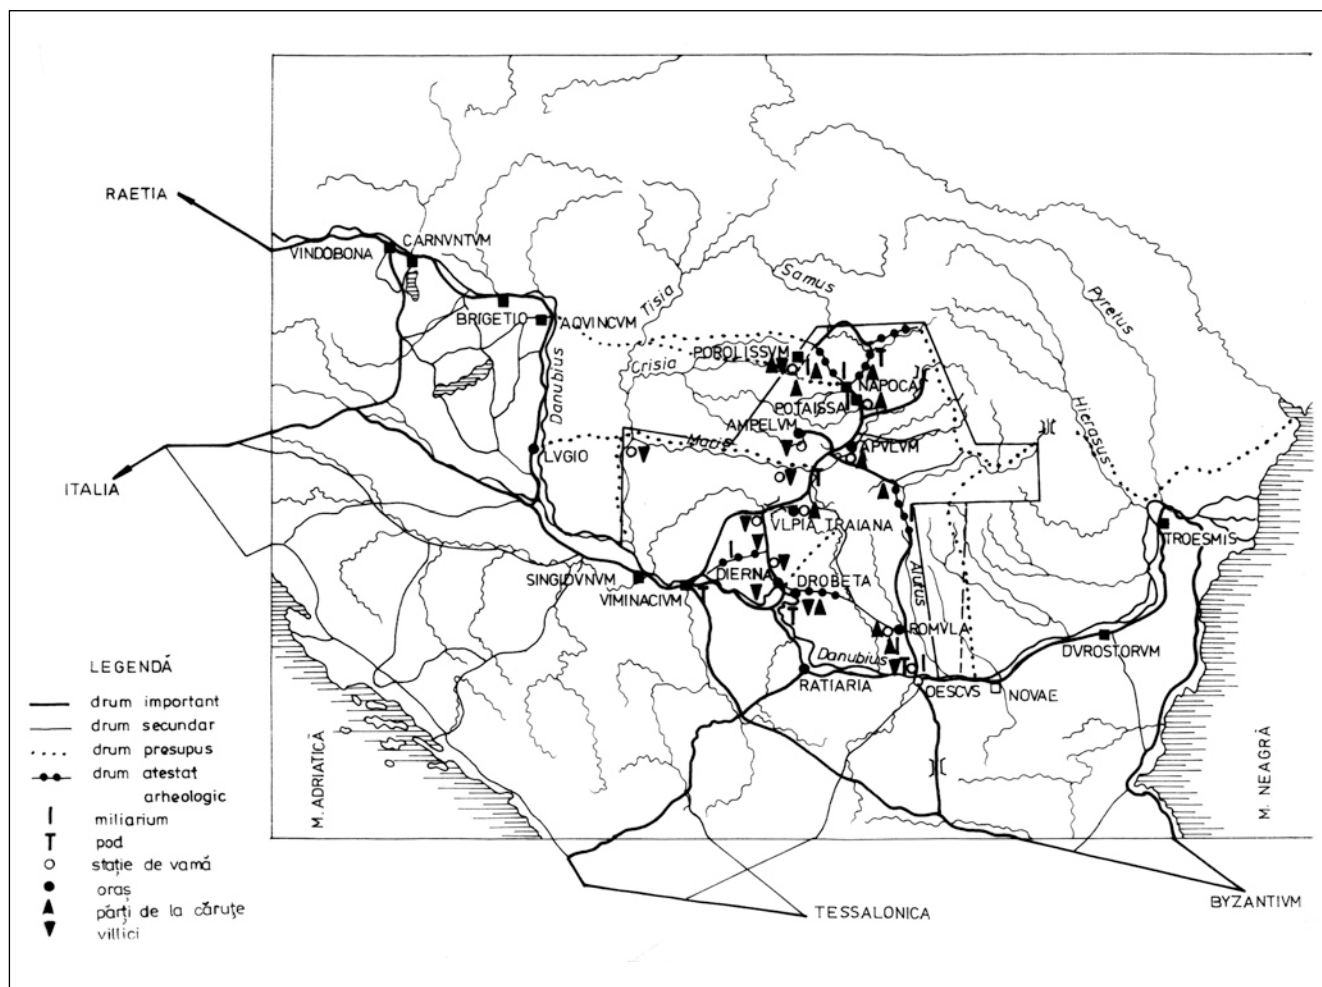 RAETIA
VINDOBONA
CARNVNTVM
BRIGETIO
AQVINCVM
Tisia
Samus
Pyrelus
Danubius
Crisia
POROLISSVM
NAPOCA
POTAISSA
Hierasus
AMPELVM
Maris
APVLVM
LVGIO
ITALIA
VLPIA TRAIANA
TROESMIS
SINGIDVNVM
VIMINACIVM
DIERNA
DROBETA
Alutus
ROMVLA
Danubius
DVROSTORVM
RATIARIA
OESCVS
NOVAE
M. ADRIATICĂ
M. NEAGRĂ
LEGENDĂ
drum important
drum secundar
drum presupus
drum atestat
arheologic
I miliarium
T pod
stație de vamă
oraș
părți de la căruțe
villici
TESSALONICA
BYZANTIVM